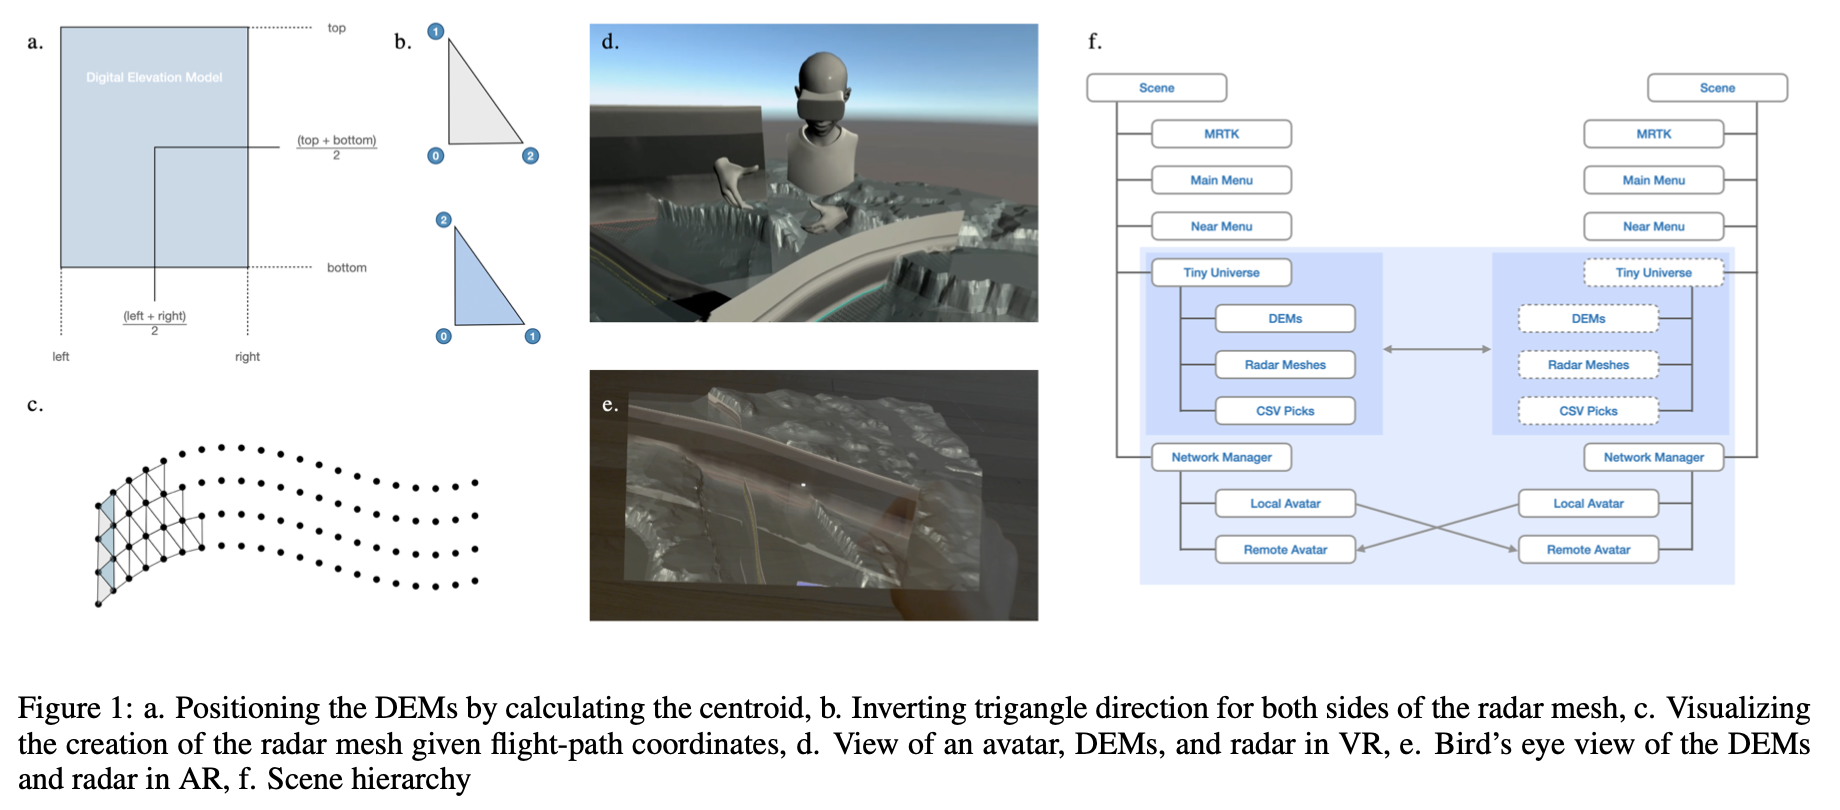 a.
top
Digital Elevation Model
(top + bottom)
2
bottom
(left + right)
2
left
right
b.
1
0
2
2
0
1
c.
d.
e.
f.
Scene
MRTK
Main Menu
Near Menu
Tiny Universe
DEMs
Radar Meshes
CSV Picks
Network Manager
Local Avatar
Remote Avatar
Scene
MRTK
Main Menu
Near Menu
Tiny Universe
DEMs
Radar Meshes
CSV Picks
Network Manager
Local Avatar
Remote Avatar
Figure 1: a. Positioning the DEMs by calculating the centroid, b. Inverting trigangle direction for both sides of the radar mesh, c. Visualizing
the creation of the radar mesh given flight-path coordinates, d. View of an avatar, DEMs, and radar in VR, e. Bird's eye view of the DEMs
and radar in AR, f. Scene hierarchy